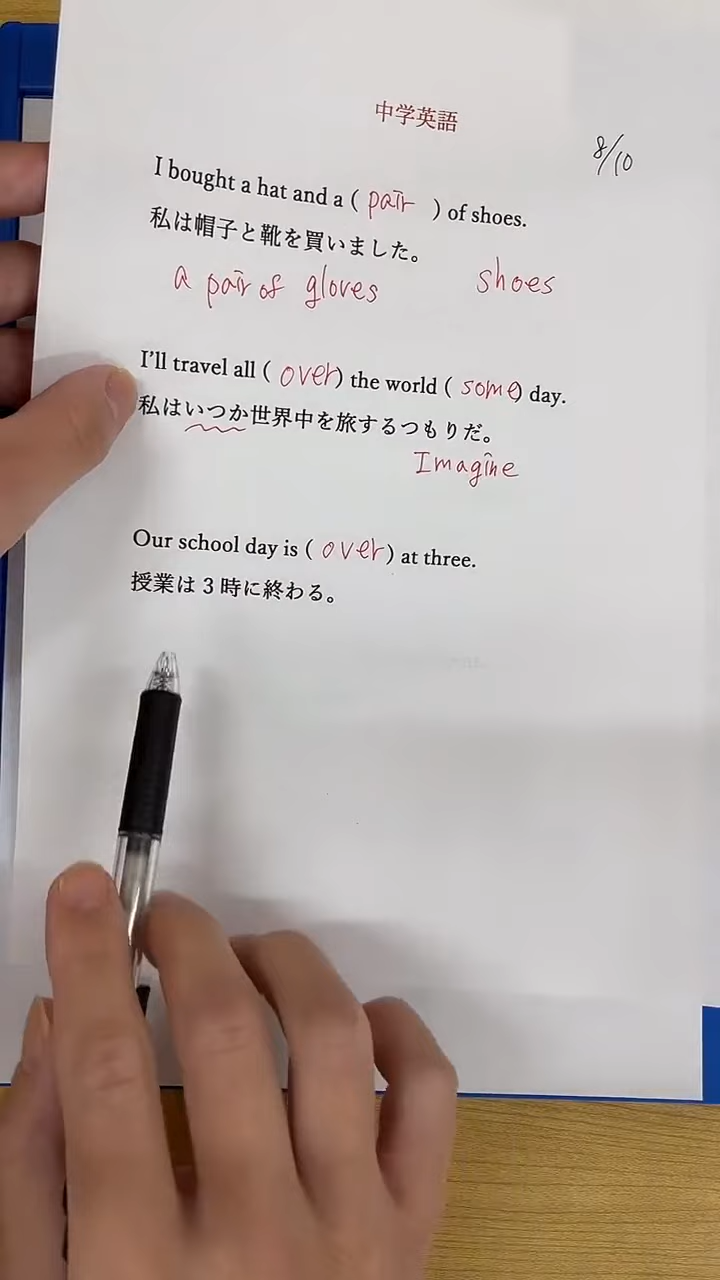 中学英語
8/10
I bought a hat and a ( pair ) of shoes.
私は帽子と靴を買いました。
a pair of gloves shoes
I'll travel all ( over ) the world ( some ) day.
私はいつか世界中を旅するつもりだ。
Imagine
Our school day is ( over ) at three.
授業は3時に終わる。